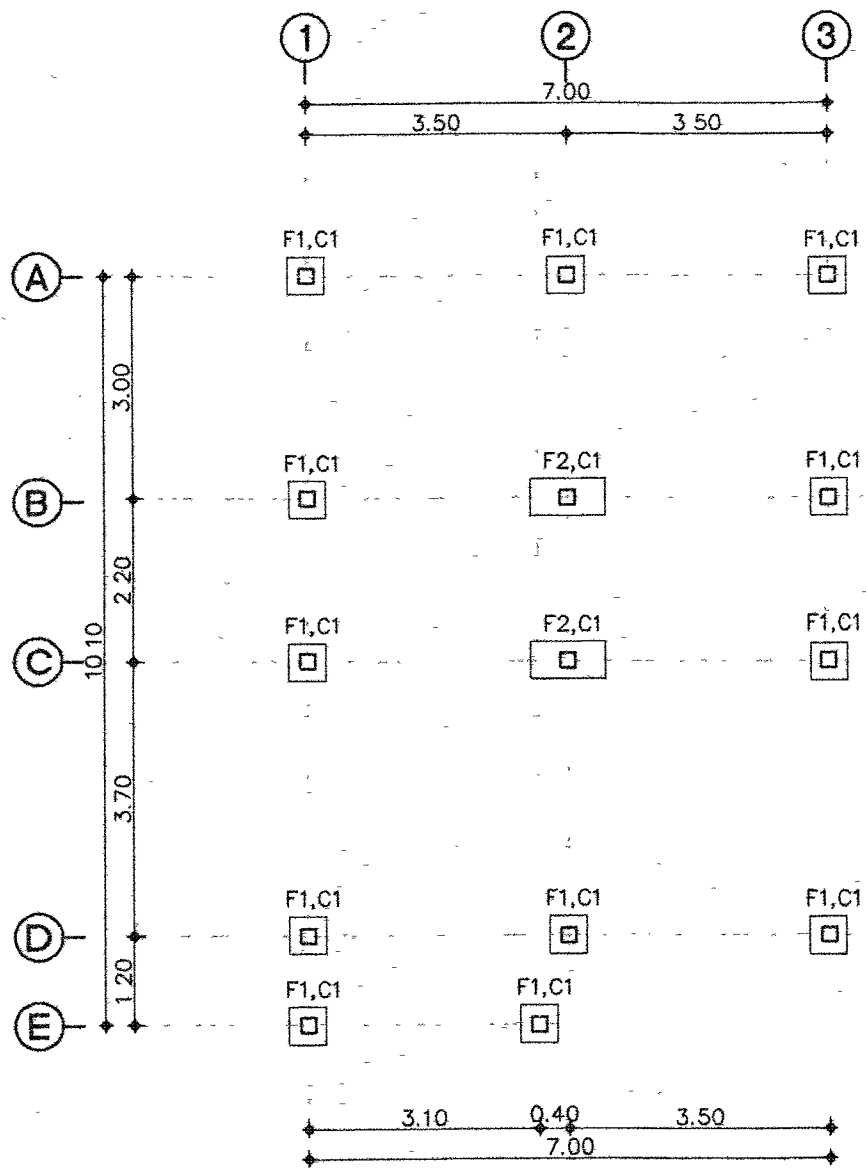 1 2 3
7.00
3.50 3 50
F1,C1 F1,C1 F1,C1
A
3.00
F1,C1 F2,C1 F1,C1
B
2 20
F1,C1 F2,C1 F1,C1
C
10 10
3.70
F1,C1 F1,C1 F1,C1
D
1 20
F1,C1 F1,C1
E
3.10 0.40 3.50
7.00